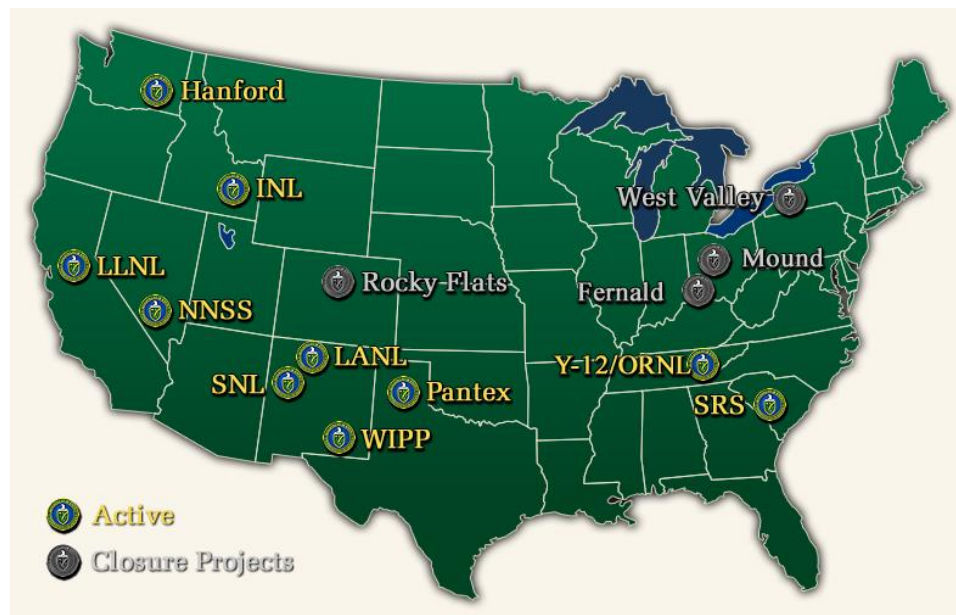 Hanford
INL
West Valley
LLNL
Rocky Flats
Mound
Fernald
NNSS
LANL
Y-12/ORNL
SNL
Pantex
SRS
WIPP
Active
Closure Projects